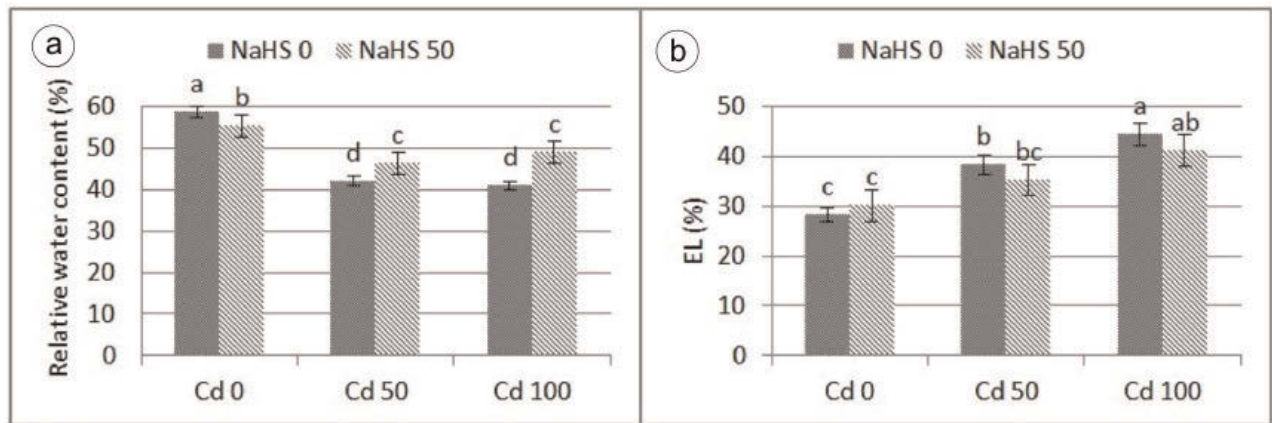 a
NaHS 0 NaHS 50
Relative water content (%)
60
50
40
30
20
10
0
a b d c d c
Cd 0 Cd 50 Cd 100
b
NaHS 0 NaHS 50
EL (%)
50
40
30
20
10
0
c c b bc a ab
Cd 0 Cd 50 Cd 100